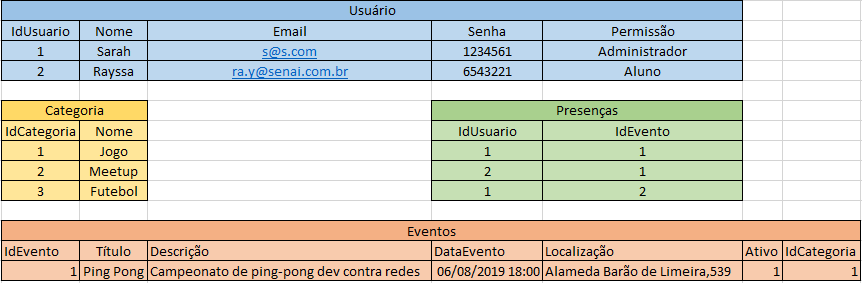 Usuário
IdUsuario Nome Email Senha Permissão
1 Sarah s@s.com 1234561 Administrador
2 Rayssa ra.y@senai.com.br 6543221 Aluno
Categoria Presenças
IdCategoria Nome IdUsuario IdEvento
1 Jogo 1 1
2 Meetup 2 1
3 Futebol 1 2
Eventos
IdEvento Título Descrição DataEvento Localização Ativo IdCategoria
1 Ping Pong Campeonato de ping-pong dev contra redes 06/08/2019 18:00 Alameda Barão de Limeira,539 1 1